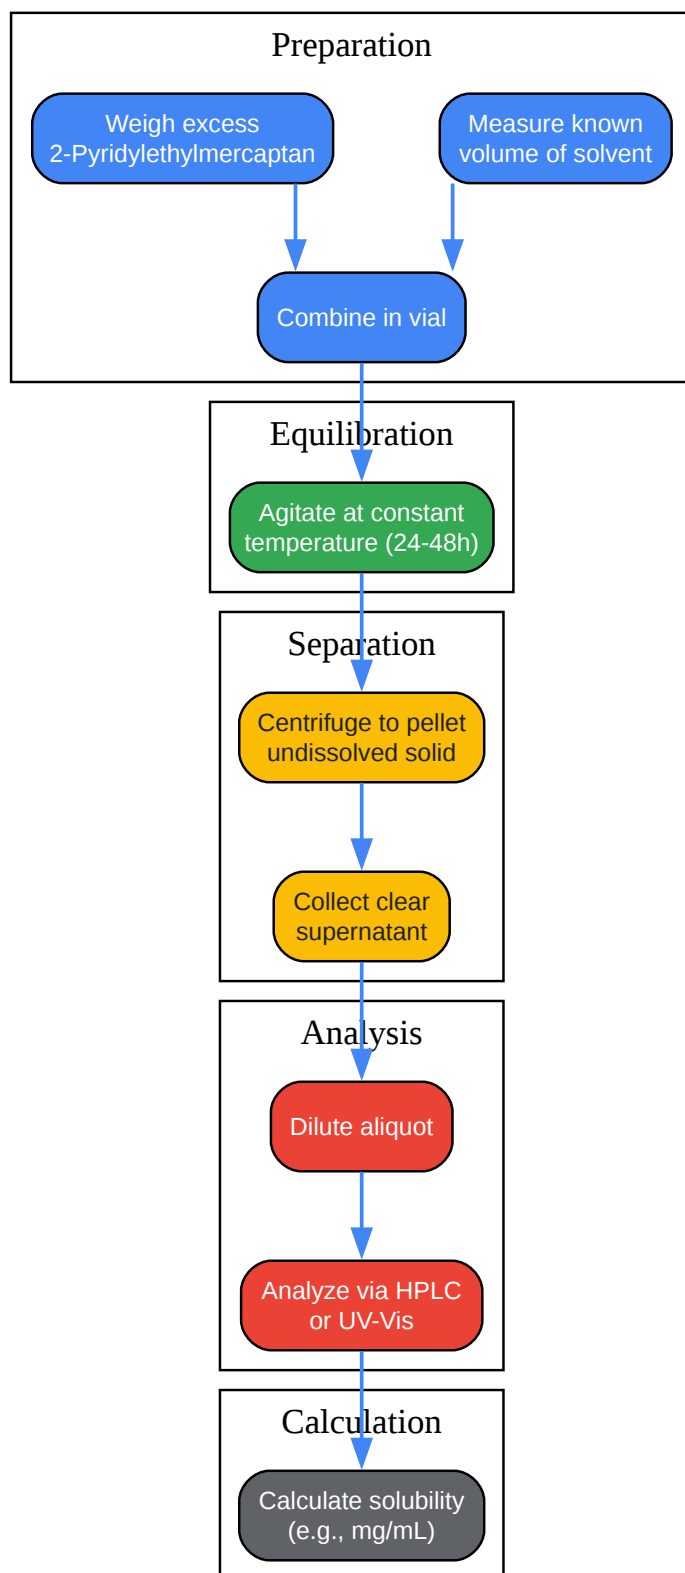 Preparation
Weigh excess
2-Pyridylethylmercaptan
Measure known
volume of solvent
Combine in vial
Equilibration
Agitate at constant
temperature (24-48h)
Separation
Centrifuge to pellet
undissolved solid
Collect clear
supernatant
Analysis
Dilute aliquot
Analyze via HPLC
or UV-Vis
Calculation
Calculate solubility
(e.g., mg/mL)